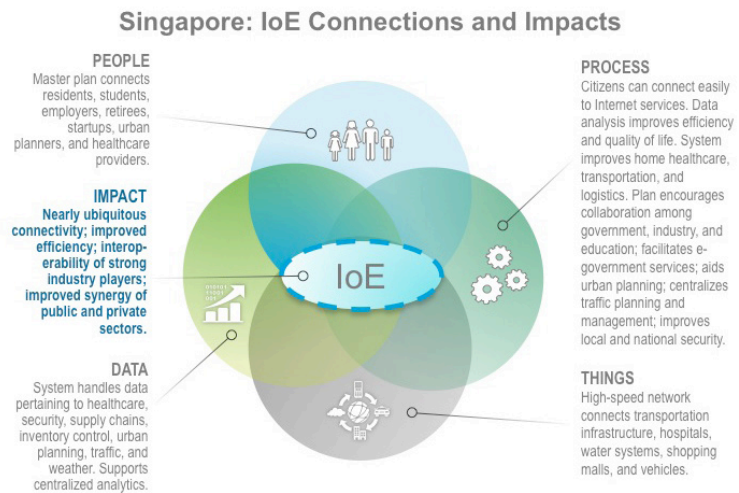 Singapore: IoE Connections and Impacts
PEOPLE
Master plan connects
residents, students,
employers, retirees,
startups, urban
planners, and healthcare
providers.
IMPACT
Nearly ubiquitous
connectivity; improved
efficiency; interop-
erability of strong
industry players;
improved synergy of
public and private
sectors.
DATA
System handles data
pertaining to healthcare,
security, supply chains,
inventory control, urban
planning, traffic, and
weather. Supports
centralized analytics.
IoE
PROCESS
Citizens can connect easily
to Internet services. Data
analysis improves efficiency
and quality of life. System
improves home healthcare,
transportation, and
logistics. Plan encourages
collaboration among
government, industry, and
education; facilitates e-
government services; aids
urban planning; centralizes
traffic planning and
management; improves
local and national security.
THINGS
High-speed network
connects transportation
infrastructure, hospitals,
water systems, shopping
malls, and vehicles.